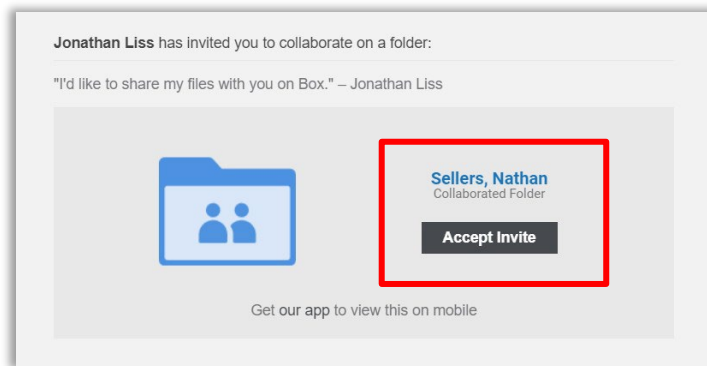 Jonathan Liss has invited you to collaborate on a folder:
"I'd like to share my files with you on Box." – Jonathan Liss
Sellers, Nathan
Collaborated Folder
Accept Invite
Get our app to view this on mobile